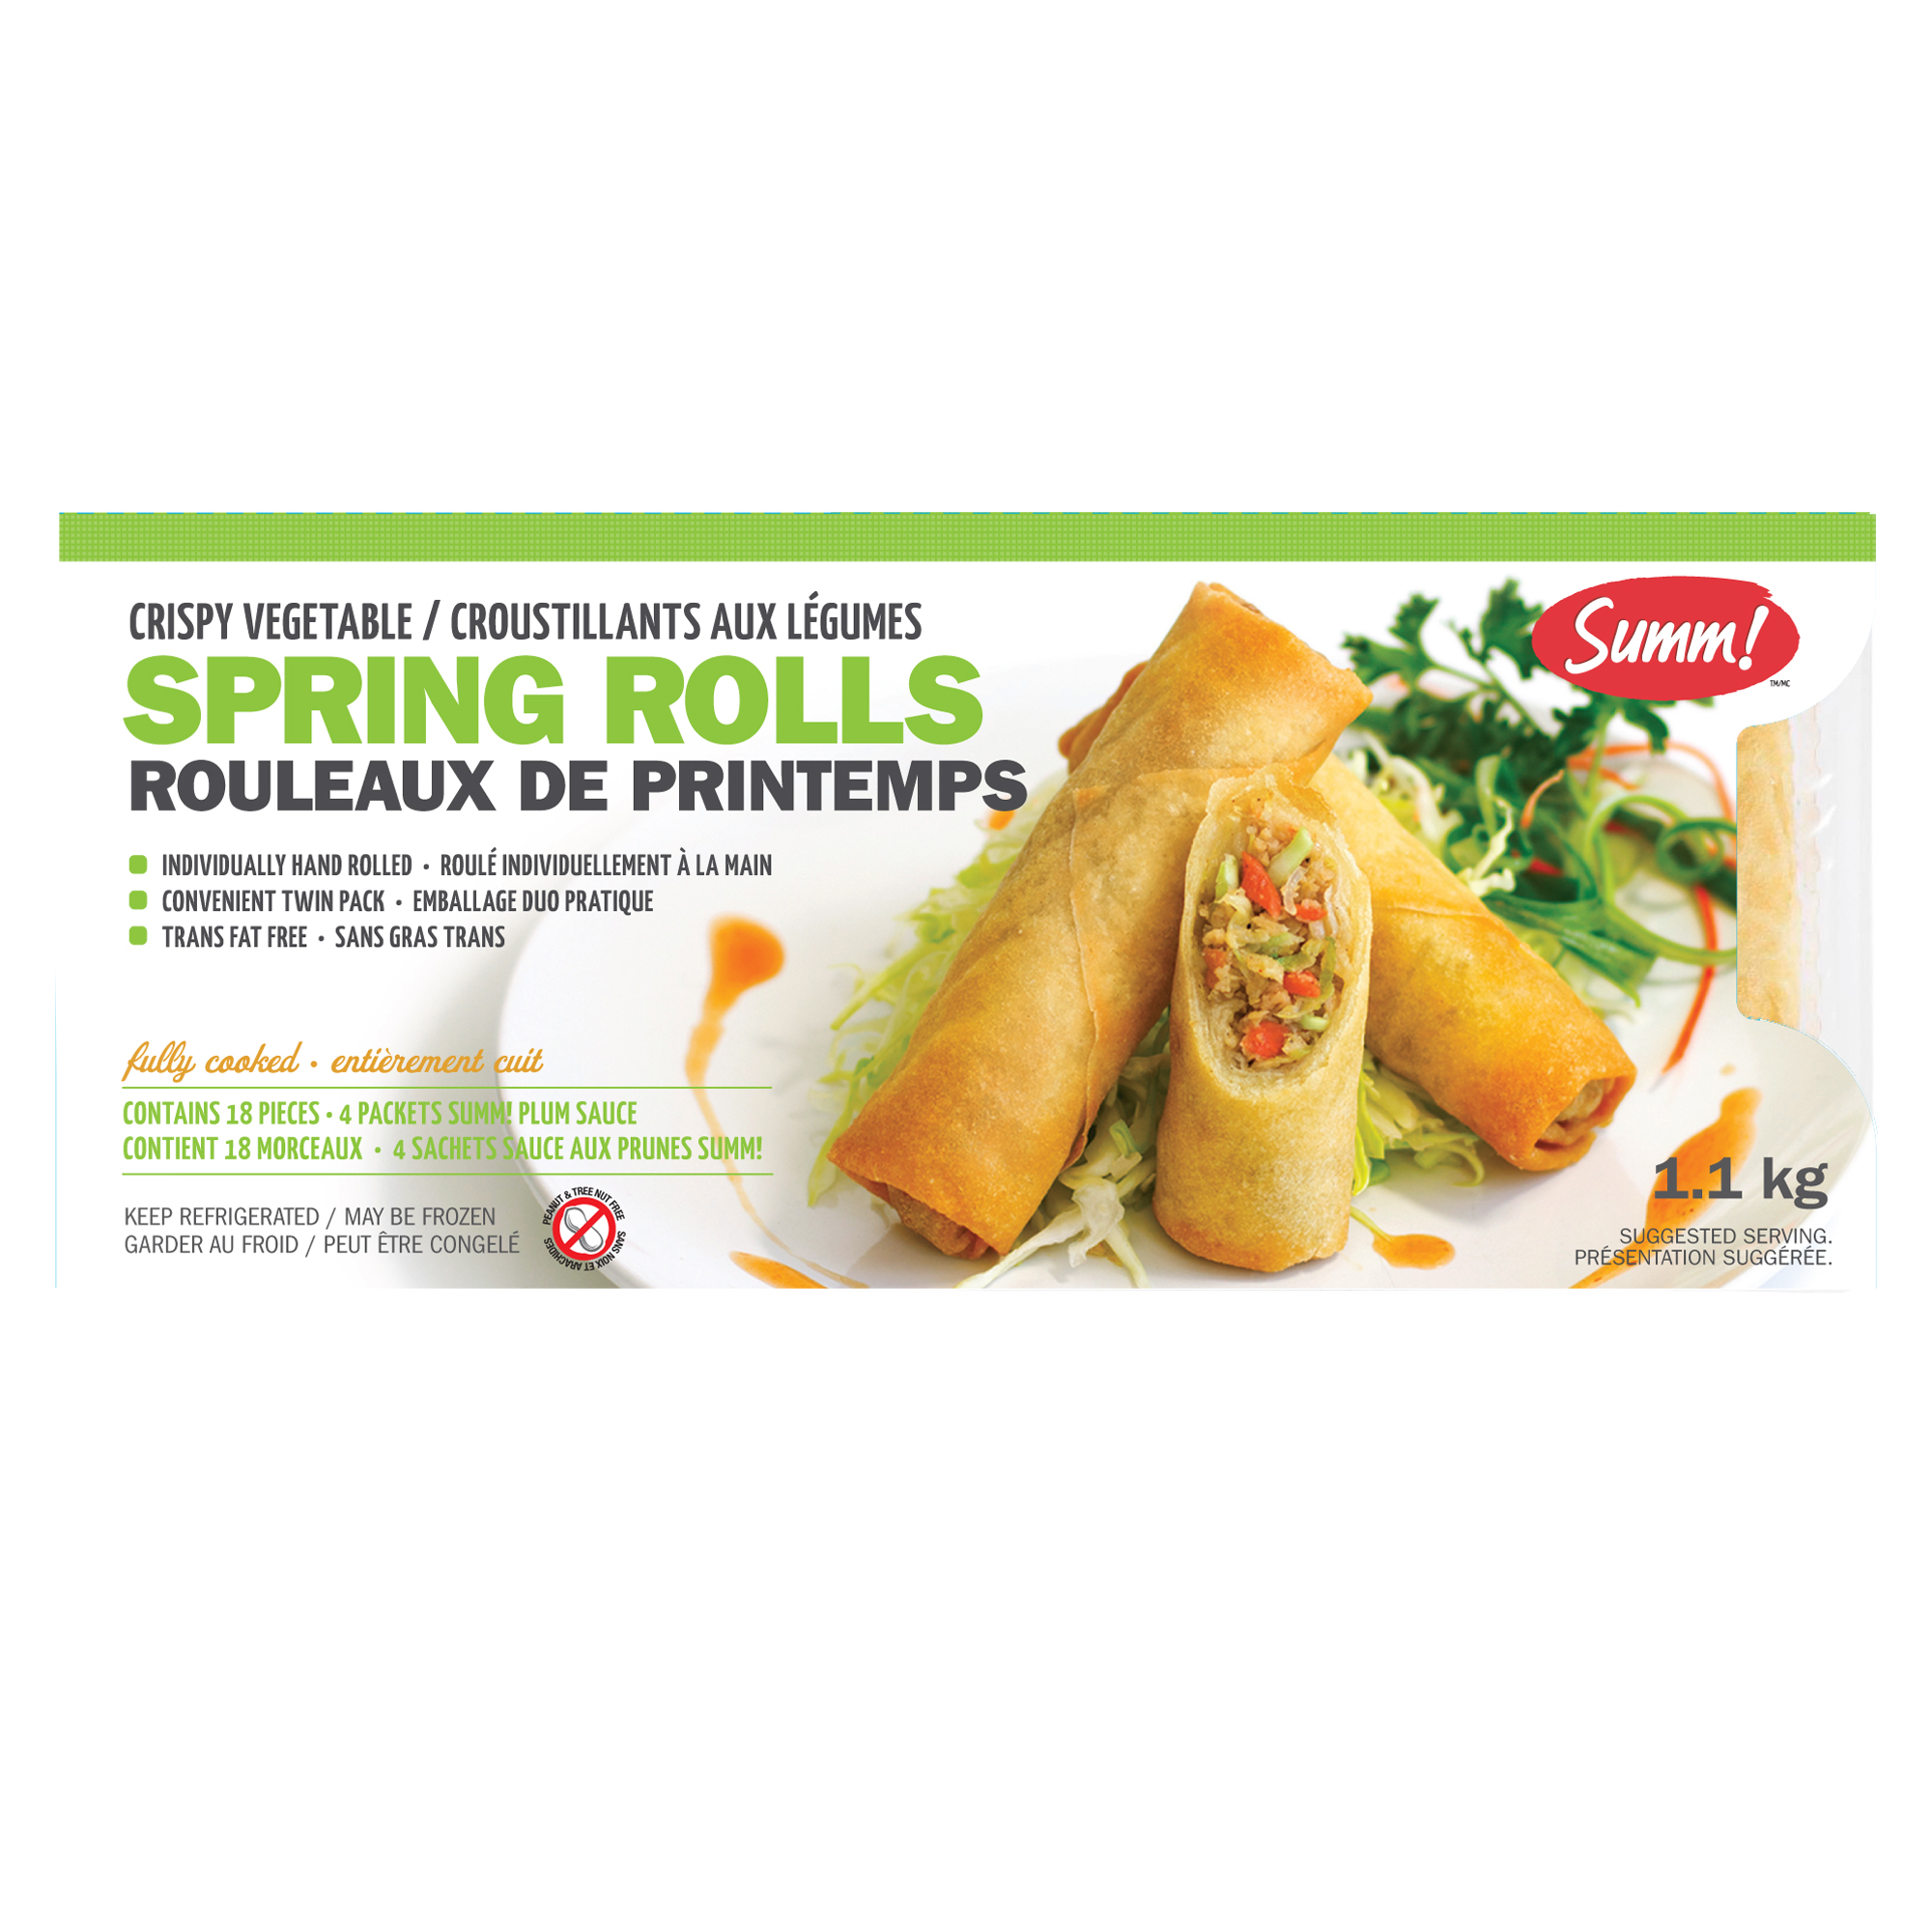 CRISPY VEGETABLE / CROUSTILLANTS AUX LÉGUMES
SPRING ROLLS
ROULEAUX DE PRINTEMPS
INDIVIDUALLY HAND ROLLED • ROULÉ INDIVIDUELLEMENT À LA MAIN
CONVENIENT TWIN PACK • EMBALLAGE DUO PRATIQUE
TRANS FAT FREE • SANS GRAS TRANS
fully cooked • entièrement cuit
CONTAINS 18 PIECES • 4 PACKETS SUMM! PLUM SAUCE
CONTIENT 18 MORCEAUX • 4 SACHETS SAUCE AUX PRUNES SUMM!
KEEP REFRIGERATED / MAY BE FROZEN
GARDER AU FROID / PEUT ÊTRE CONGELÉ
PEANUT & TREE NUT FREE
SANS NOIX ET ARACHIDES
Summ!
TM/MC
1.1 kg
SUGGESTED SERVING.
PRÉSENTATION SUGGÉRÉE.